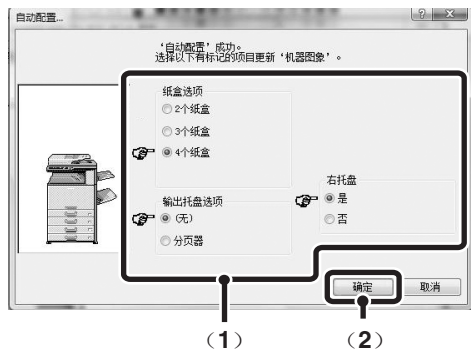 自动配置...
‘自动配置’成功。
选择以下有标记的项目更新‘机器图象’。
纸盒选项
2个纸盒
3个纸盒
4个纸盒
输出托盘选项
(无)
分页器
右托盘
是
否
确定
取消
（1）
（2）